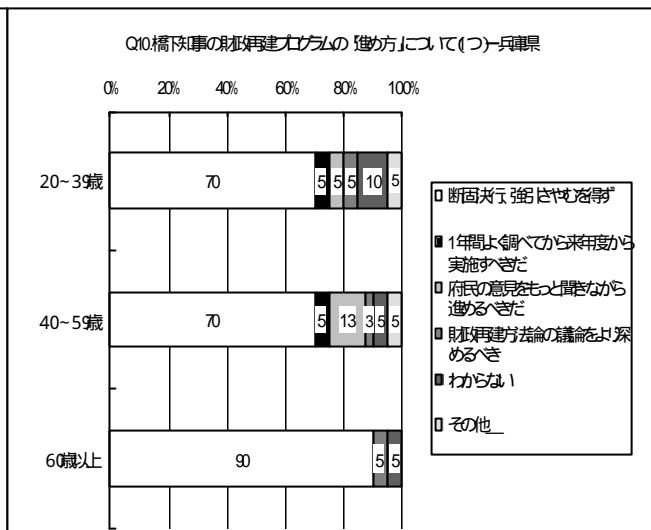 Q10.橋下知事の財政再建プログラムの「進め方」について(1つ)ー兵庫県
0% 20% 40% 60% 80% 100%
20~39歳 70 5 5 5 10 5
40~59歳 70 5 13 3 5 5
60歳以上 90 5 5
断固決行、強引さやむを得ず
1年間よく調べてから来年度から
実施すべきだ
府民の意見をもっと聞きながら
進めるべきだ
財政再建方法論の議論をより深
めるべき
わからない
その他__